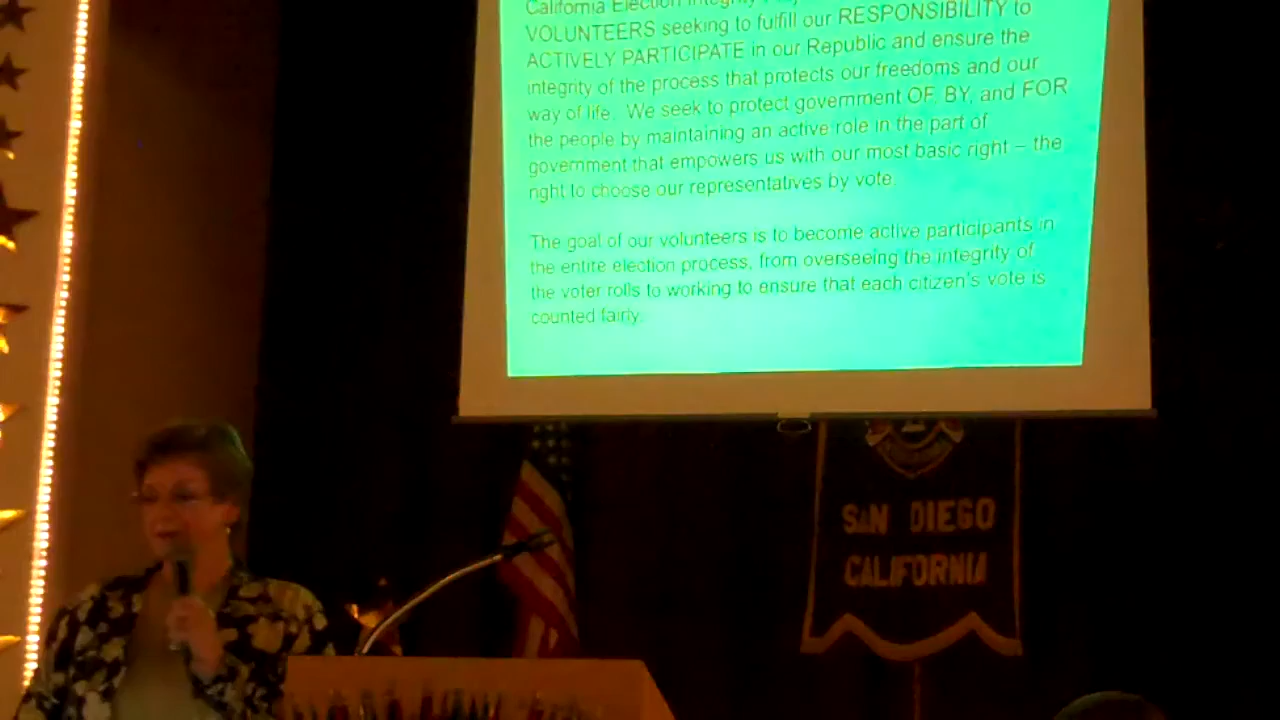 California Election Integrity
VOLUNTEERS seeking to fulfill our RESPONSIBILITY to
ACTIVELY PARTICIPATE in our Republic and ensure the
integrity of the process that protects our freedoms and our
way of life. We seek to protect government OF, BY, and FOR
the people by maintaining an active role in the part of
government that empowers us with our most basic right – the
right to choose our representatives by vote.
The goal of our volunteers is to become active participants in
the entire election process, from overseeing the integrity of
the voter rolls to working to ensure that each citizen's vote is
counted fairly.
SAN DIEGO
CALIFORNIA